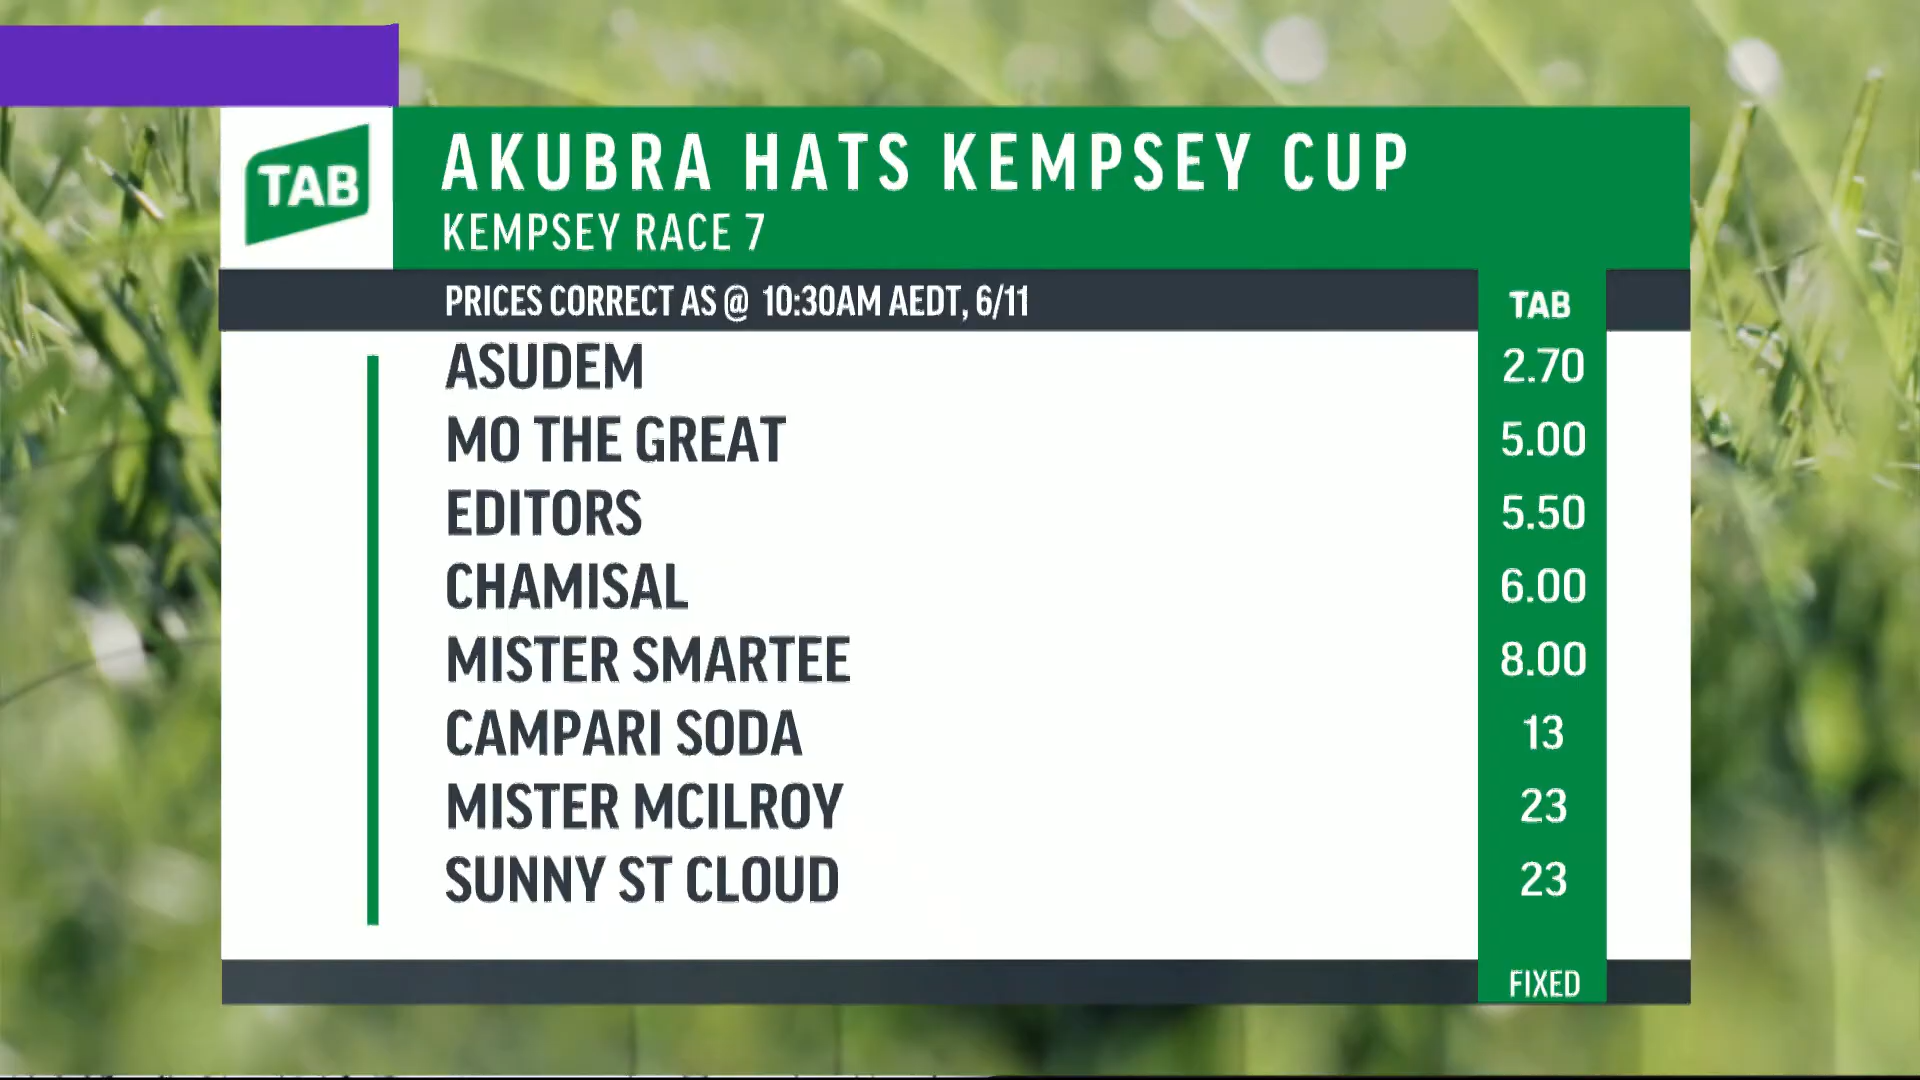 TAB
AKUBRA HATS KEMPSEY CUP
KEMPSEY RACE 7
PRICES CORRECT AS @ 10:30AM AEDT, 6/11 TAB
ASUDEM 2.70
MO THE GREAT 5.00
EDITORS 5.50
CHAMISAL 6.00
MISTER SMARTEE 8.00
CAMPARI SODA 13
MISTER MCILROY 23
SUNNY ST CLOUD 23
FIXED